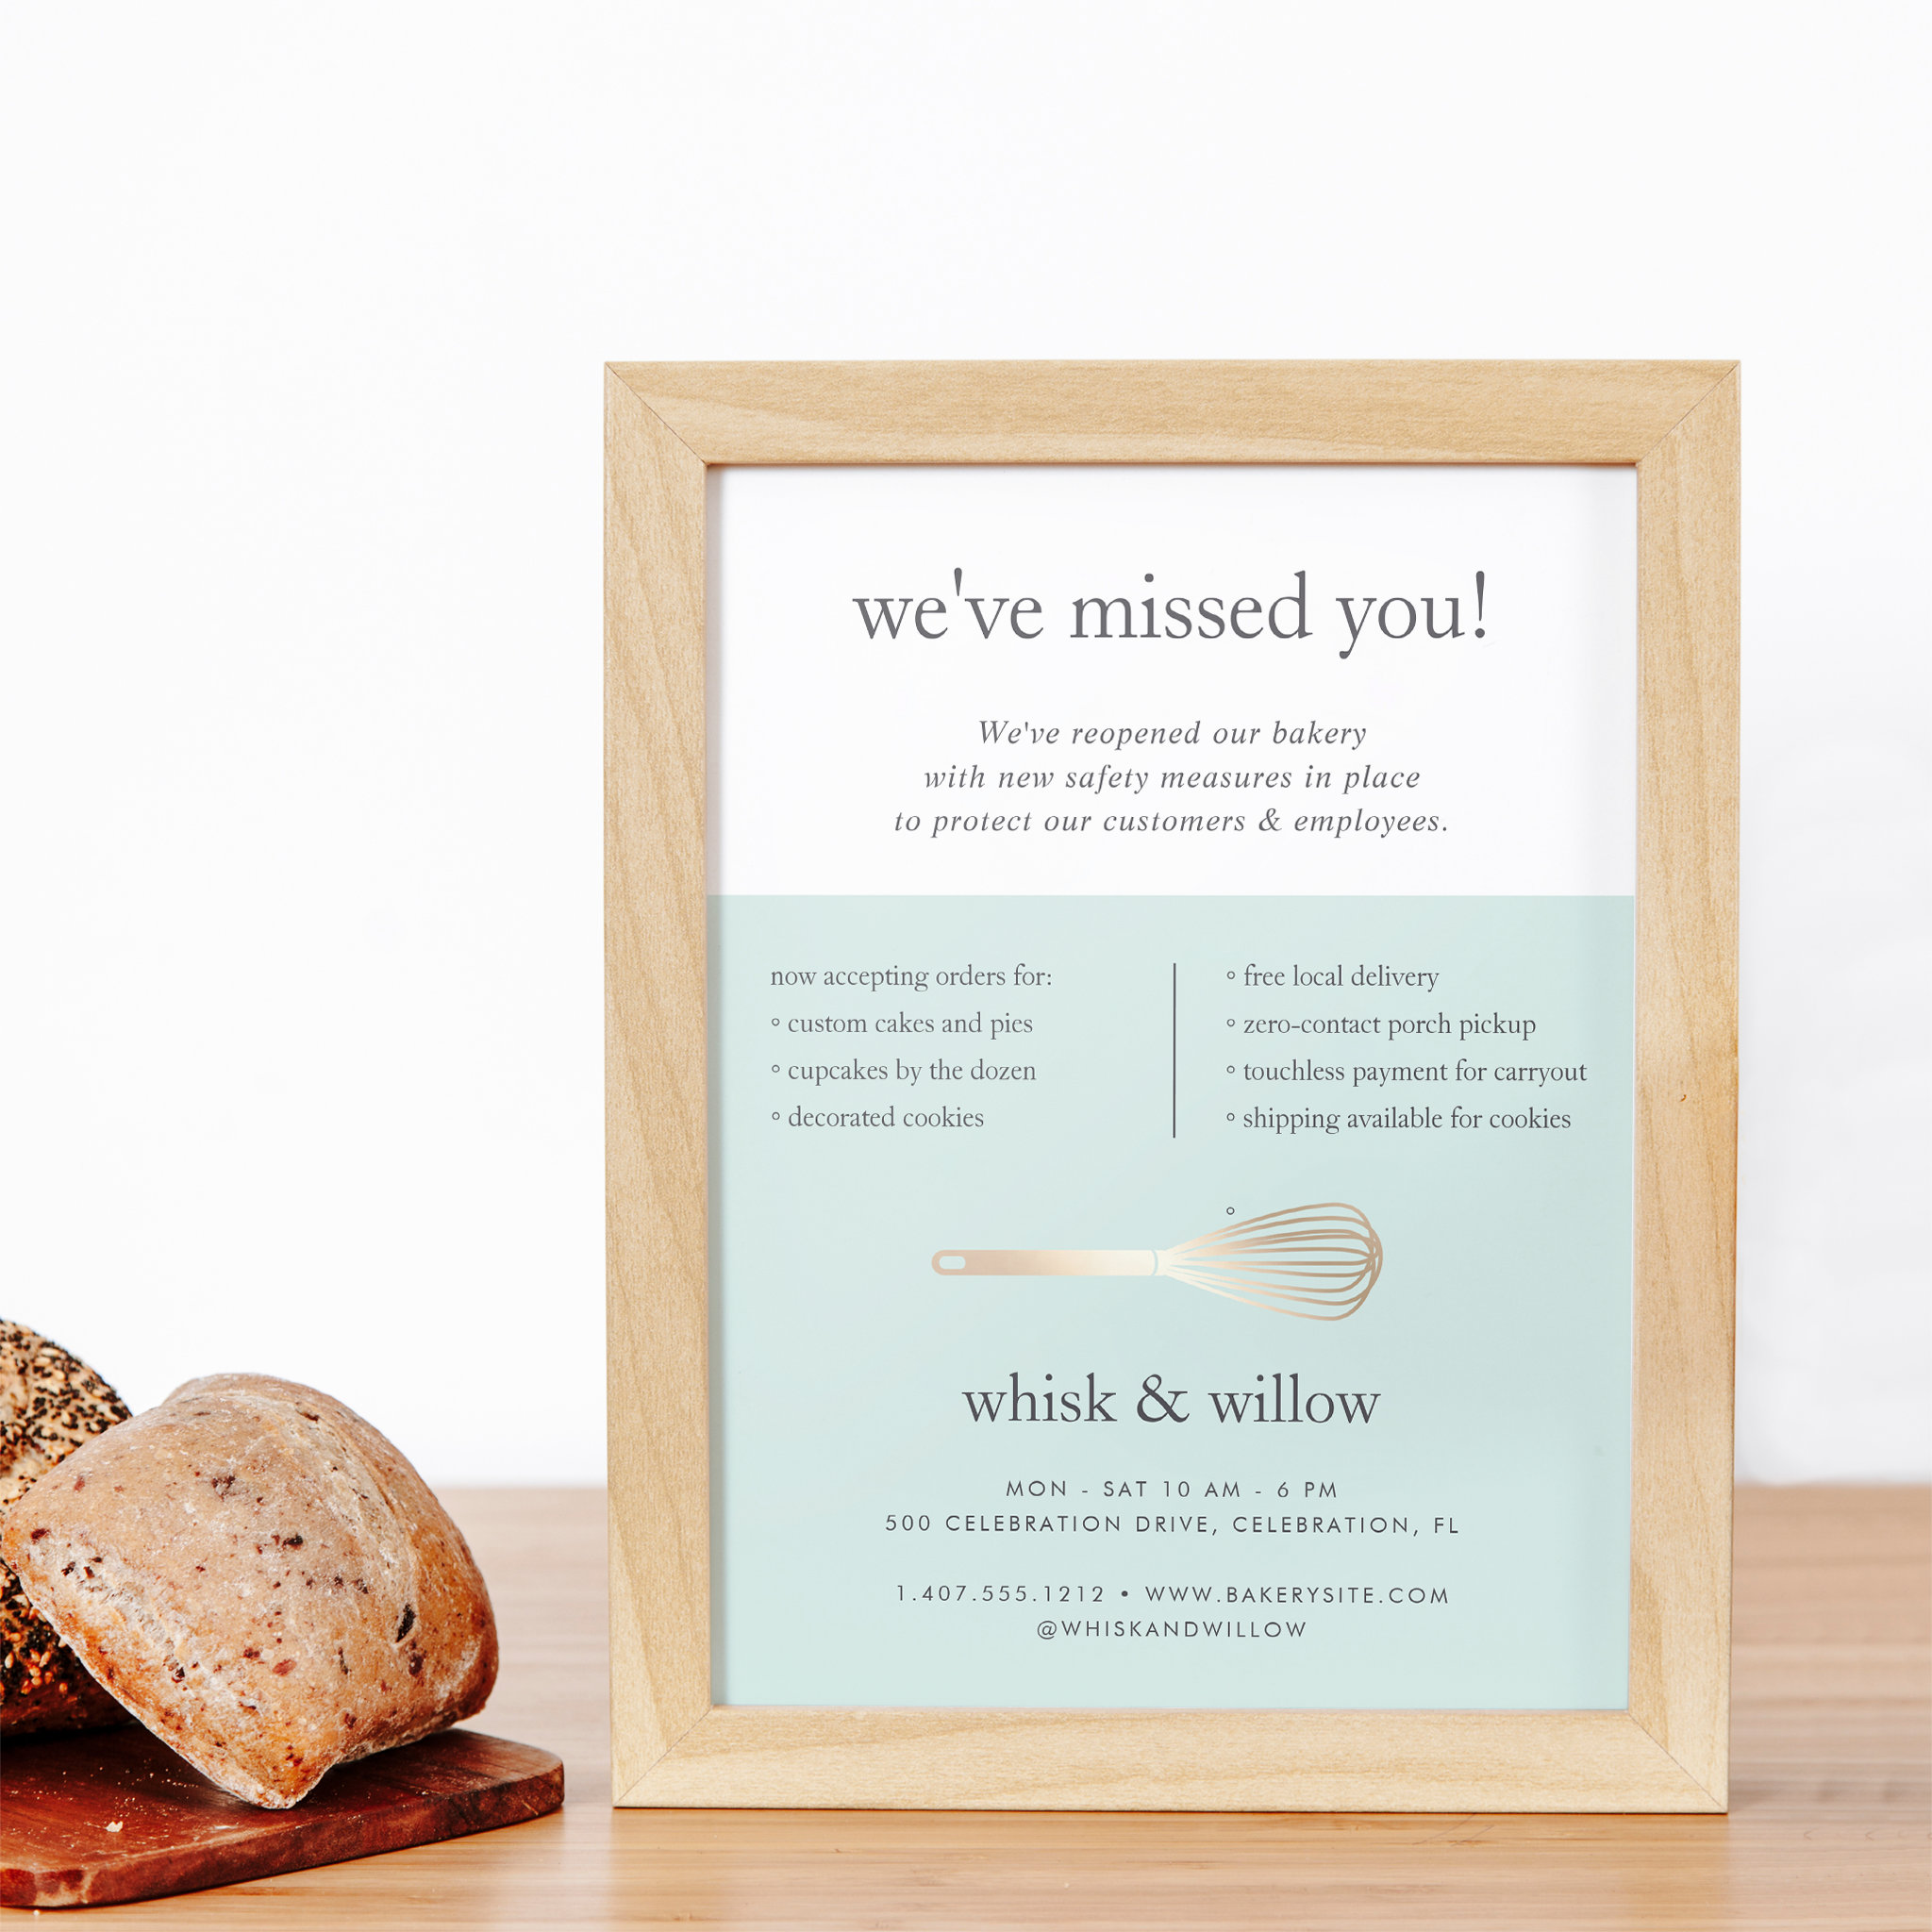 we've missed you!
We've reopened our bakery
with new safety measures in place
to protect our customers & employees.
now accepting orders for:
° custom cakes and pies
° cupcakes by the dozen
° decorated cookies
° free local delivery
° zero-contact porch pickup
° touchless payment for carryout
° shipping available for cookies
°
whisk & willow
MON - SAT 10 AM - 6 PM
500 CELEBRATION DRIVE, CELEBRATION, FL
1.407.555.1212 • WWW.BAKERYSITE.COM
@WHISKANDWILLOW